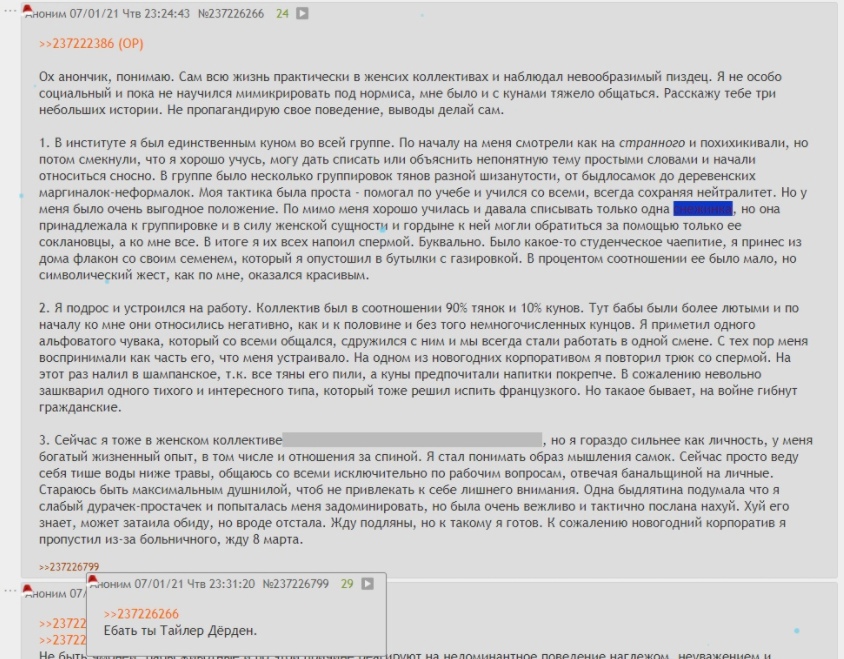 Аноним 07/01/21 Чтв 23:24:43 №237226266 24
>>237222386 (OP)
Ох анончик, понимаю. Сам всю жизнь практически в женсих коллективах и наблюдал невообразимый пиздец. Я не особо
социальный и пока не научился мимикрировать под нормиса, мне было и с кунами тяжело общаться. Расскажу тебе три
небольших истории. Не пропагандирую свое поведение, выводы делай сам.
1. В институте я был единственным куном во всей группе. По началу на меня смотрели как на странного и похихикивали, но
потом смекнули, что я хорошо учусь, могу дать списать или объяснить непонятную тему простыми словами и начали
относиться сносно. В группе было несколько группировок тянов разной шизанутости, от быдлосамок до деревенских
маргиналок-неформалок. Моя тактика была проста - помогал по учебе и учился со всеми, всегда сохраняя нейтралитет. Но у
меня было очень выгодное положение. По мимо меня хорошо училась и давала списывать только одна , но она
принадлежала к группировке и в силу женской сущности и гордыне к ней могли обратиться за помощью только ее
соклановцы, а ко мне все. В итоге я их всех напоил спермой. Буквально. Было какое-то студенческое чаепитие, я принес из
дома флакон со своим семенем, который я опустошил в бутылки с газировкой. В процентом соотношении ее было мало, но
символический жест, как по мне, оказался красивым.
2. Я подрос и устроился на работу. Коллектив был в соотношении 90% тянок и 10% кунов. Тут бабы были более лютыми и по
началу ко мне они относились негативно, как и к половине и без того немногочисленных кунцов. Я приметил одного
альфоватого чувака, который со всеми общался, сдружился с ним и мы всегда стали работать в одной смене. С тех пор меня
воспринимали как часть его, что меня устраивало. На одном из новогодних корпоративом я повторил трюк со спермой. На
этот раз налил в шампанское, т.к. все тяны его пили, а куны предпочитали напитки покрепче. В сожалению невольно
зашкварил одного тихого и интересного типа, который тоже решил испить французкого. Но такаое бывает, на войне гибнут
гражданские.
3. Сейчас я тоже в женском коллективе , но я гораздо сильнее как личность, у меня
богатый жизненный опыт, в том числе и отношения за спиной. Я стал понимать образ мышления самок. Сейчас просто веду
себя тише воды ниже травы, общаюсь со всеми исключительно по рабочим вопросам, отвечая банальщиной на личные.
Стараюсь быть максимальным душнилой, чтоб не привлекать к себе лишнего внимания. Одна быдлятина подумала что я
слабый дурачек-простачек и попыталась меня задоминировать, но была очень вежливо и тактично послана нахуй. Хуй его
знает, может затаила обиду, но вроде отстала. Жду подляны, но к такому я готов. К сожалению новогодний корпоратив я
пропустил из-за больничного, жду 8 марта.
>>237226799
Аноним 07/
Аноним 07/01/21 Чтв 23:31:20 №237226799 29
>>2372
>>237226266
>>2372
Ебать ты Тайлер Дёрден.
Не быть